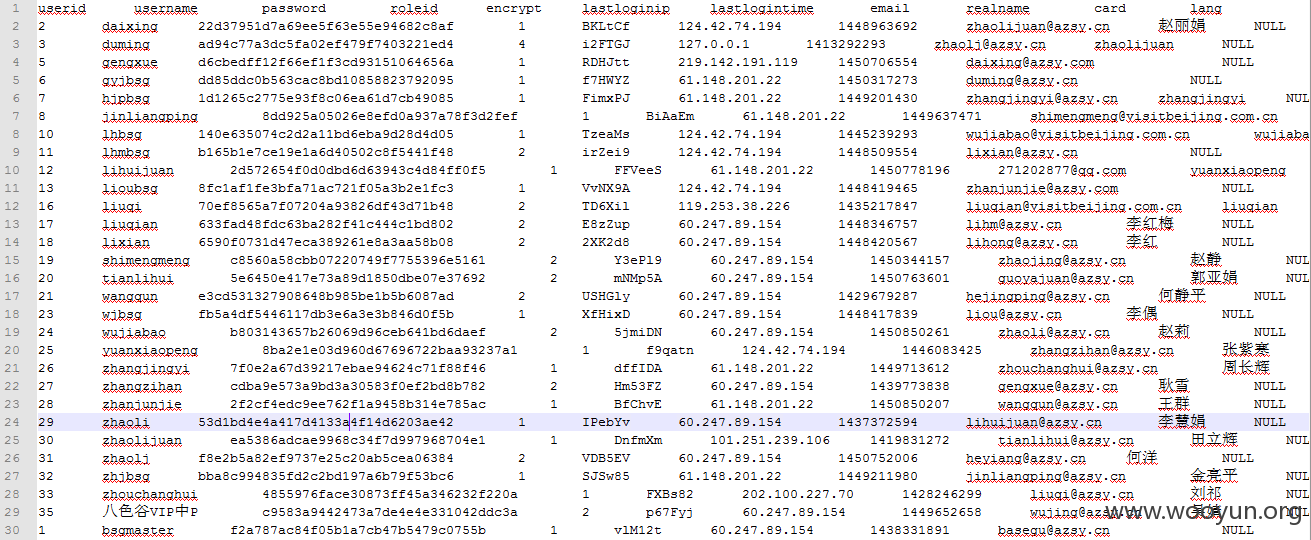 1 userid username password roleid encrypt lastloginip lastlogintime email realname card lang
2 2 daixing 22d37951d7a69ee5f63e55e94682c8af 1 BKLtCf 124.42.74.194 1448963692 zhaolijuan@azsy.cn 赵丽娟 NULL
3 3 duming ad94c77a3dc5fa02ef479f7403221ed4 4 i2FTGJ 127.0.0.1 1413292293 zhaolj@azsy.cn zhaolijuan NULL
4 5 gengxue d6cbedff12f66ef1f3cd93151064656a 1 RDHJtt 219.142.191.119 1450706554 daixing@azsy.com NULL
5 6 gyjbsg dd85ddc0b563cac8bd10858823792095 1 f7HWYZ 61.148.201.22 1450317273 duming@azsy.cn NULL
6 7 hjpbsg 1d1265c2775e93f8c06ea61d7cb49085 1 FimxPJ 61.148.201.22 1449201430 zhangjingyi@azsy.cn zhangjingyi NULL
7 8 jinliangping 8dd925a05026e8efd0a937a78f3d2fef 1 BiAaEm 61.148.201.22 1449637471 shimengmeng@visitbeijing.com.cn
8 10 lhbsg 140e635074c2d2a11bd6eba9d28d4d05 1 TzeaMs 124.42.74.194 1445239293 wujiabao@visitbeijing.com.cn wujiaba
9 11 lhmbsg b165b1e7ce19e1a6d40502c8f5441f48 2 irZei9 124.42.74.194 1448509554 lixian@azsy.cn NULL
10 12 lihuijuan 2d572654f0d0dbd6d63943c4d84ff0f5 1 FFVeeS 61.148.201.22 1450778196 271202877@qq.com yuanxiaopeng
11 13 lioubsg 8fc1af1fe3bfa71ac721f05a3b2e1fc3 1 VvNX9A 124.42.74.194 1448419465 zhanjunjie@azsy.com NULL
12 16 liuqi 70ef8565a7f07204a93826df43d71b48 2 TD6Xil 119.253.38.226 1435217847 liuqian@visitbeijing.com.cn liuqian
13 17 liuqian 633fad48fdc63ba282f41c444c1bd802 2 E8zZup 60.247.89.154 1448346757 lihm@azsy.cn 李红梅 NULL
14 18 lixian 6590f0731d47eca389261e8a3aa58b08 2 2XK2d8 60.247.89.154 1448420567 lihong@azsy.cn 李红 NULL
15 19 shimengmeng c8560a58cbb07220749f7755396e5161 2 Y3ePl9 60.247.89.154 1450344157 zhaojing@azsy.cn 赵静 NULL
16 20 tianlihui 5e6450e417e73a89d1850dbe07e37692 2 mNMp5A 60.247.89.154 1450763601 guoyajuan@azsy.cn 郭亚娟 NULL
17 21 wangqun e3cd531327908648b985be1b5b6087ad 2 USHGly 60.247.89.154 1429679287 hejingping@azsy.cn 何静平 NULL
18 23 wjbsg fb5a4df5446117db3e6a3e3b846d0f5b 1 XfHixD 60.247.89.154 1448417839 liou@azsy.cn 李偶 NULL
19 24 wujiabao b803143657b26069d96ceb641bd6daef 2 5jmiDN 60.247.89.154 1450850261 zhaoli@azsy.cn 赵莉 NULL
20 25 yuanxiaopeng 8ba2e1e03d960d67696722baa93237a1 1 f9qatn 124.42.74.194 1446083425 zhangzihan@azsy.cn 张紫寒
21 26 zhangjingyi 7f0e2a67d39217ebae94624c71f88f46 1 dffIDA 61.148.201.22 1449713612 zhouchanghui@azsy.cn 周长辉
22 27 zhangzihan cdba9e573a9bd3a30583f0ef2bd8b782 2 Hm53FZ 60.247.89.154 1439773838 gengxue@azsy.cn 耿雪 NULL
23 28 zhanjunjie 2f2cf4edc9ee762f1a9458b314e785ac 1 BfChvE 61.148.201.22 1450850207 wangqun@azsy.cn 王群 NULL
24 29 zhaoli 53d1bd4e4a417d4133a4f14d6203ae42 1 IPebYv 60.247.89.154 1437372594 lihuijuan@azsy.cn 李慧娟 NULL
25 30 zhaolijuan ea5386adcae9968c34f7d997968704e1 1 DnfmXm 101.251.239.106 1419831272 tianlihui@azsy.cn 田立辉 NULL
26 31 zhaolj f8e2b5a82ef9737e25c20ab5cea06384 2 VDB5EV 60.247.89.154 1450752006 heyiang@azsy.cn 何洋 NULL
27 32 zhjbsg bba8c994835fd2c2bd197a6b79f53bc6 1 SJSw85 61.148.201.22 1449211980 jinliangping@azsy.cn 金亮平 NULL
28 33 zhouchanghui 4855976face30873ff45a346232f220a 1 FXBs82 202.100.227.70 1428246299 liuqi@azsy.cn 刘祁 NULL
29 35 八色谷VIP中P c9583a9442473a7de4e4e331042ddc3a 2 p67Fyj 60.247.89.154 1449652658 wujing@azsy.cn NULL
30 1 bsgmaster f2a787ac84f05b1a7cb47b5479c0755b 1 vlM12t 60.247.89.154 1438331891 basegu@azsy.cn NULL
www.wooyun.org